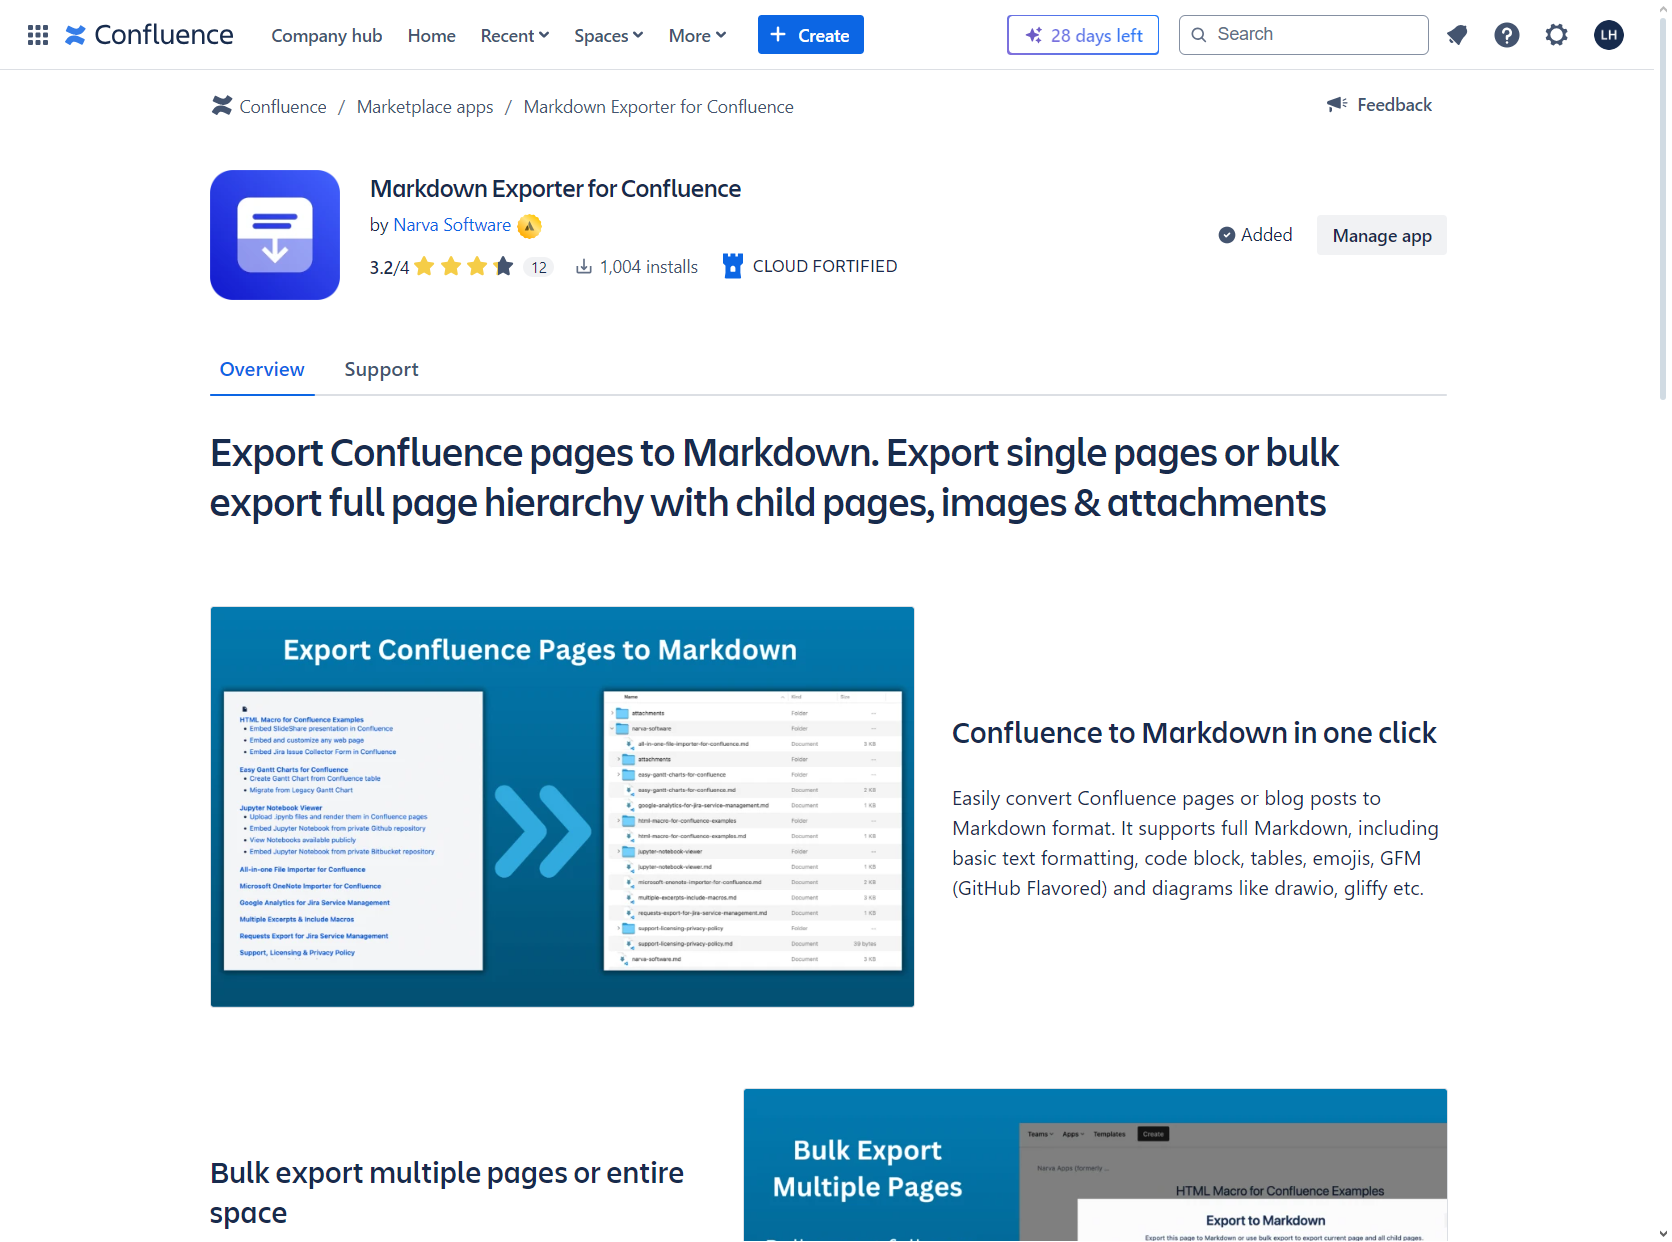 Confluence
Company hub
Home
Recent
Spaces
More
+ Create
28 days left
Search
LH
Confluence / Marketplace apps / Markdown Exporter for Confluence
Feedback
Markdown Exporter for Confluence
by Narva Software
3.2/4
12
1,004 installs
CLOUD FORTIFIED
Added
Manage app
Overview
Support
Export Confluence pages to Markdown. Export single pages or bulk
export full page hierarchy with child pages, images & attachments
Export Confluence Pages to Markdown
HTML Macro for Confluence Examples
• Embed SlideShare presentation in Confluence
• Embed and customize any web page
• Embed Jira Issue Collector Form in Confluence
Easy Gantt Charts for Confluence
• Create Gantt Chart from Confluence table
• Migrate from Legacy Gantt Chart
Jupyter Notebook Viewer
• Upload .ipynb files and render them in Confluence pages
• Embed Jupyter Notebook from private Github repository
• View Notebooks available publicly
• Embed Jupyter Notebook from private Bitbucket repository
All-in-one File Importer for Confluence
Microsoft OneNote Importer for Confluence
Google Analytics for Jira Service Management
Multiple Excerpts & Include Macros
Requests Export for Jira Service Management
Support, Licensing & Privacy Policy
Name Kind Size
attachments Folder --
narva-software Folder --
all-in-one-file-importer-for-confluence.md Document 3 KB
attachments Folder --
easy-gantt-charts-for-confluence Folder --
easy-gantt-charts-for-confluence.md Document 2 KB
google-analytics-for-jira-service-management.md Document 1 KB
html-macro-for-confluence-examples Folder --
html-macro-for-confluence-examples.md Document 1 KB
jupyter-notebook-viewer Folder --
jupyter-notebook-viewer.md Document 1 KB
microsoft-onenote-importer-for-confluence.md Document 2 KB
multiple-excerpts-include-macros.md Document 3 KB
requests-export-for-jira-service-management.md Document 1 KB
support-licensing-privacy-policy Folder --
support-licensing-privacy-policy.md Document 39 bytes
narva-software.md Document 3 KB
Confluence to Markdown in one click
Easily convert Confluence pages or blog posts to
Markdown format. It supports full Markdown, including
basic text formatting, code block, tables, emojis, GFM
(GitHub Flavored) and diagrams like drawio, gliffy etc.
Bulk export multiple pages or entire
space
Bulk Export
Multiple Pages
Teams
Apps
Templates
Create
Narva Apps (formerly ...
HTML Macro for Confluence Examples
Export to Markdown
Export this page to Markdown or use bulk export to export current page and all child pages.